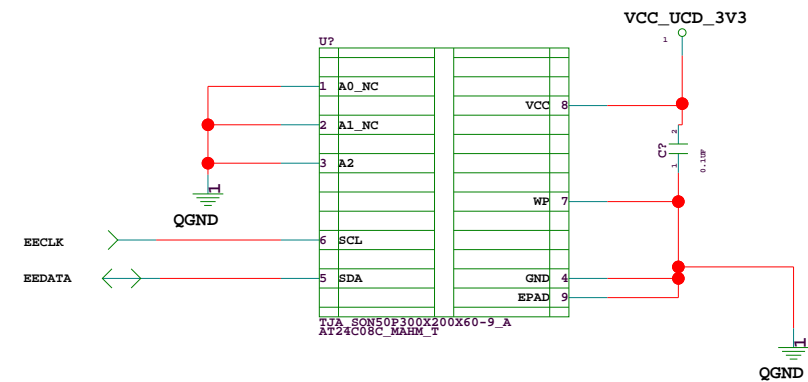 VCC_UCD_3V3
1
U?
1 A0_NC
VCC 8
2 A1_NC
2
C?
0.1UF
1
3 A2
1
QGND
WP 7
EECLK
6 SCL
EEDATA
5 SDA
GND 4
EPAD 9
TJA_SON50P300X200X60-9_A
AT24C08C_MAHM_T
1
QGND